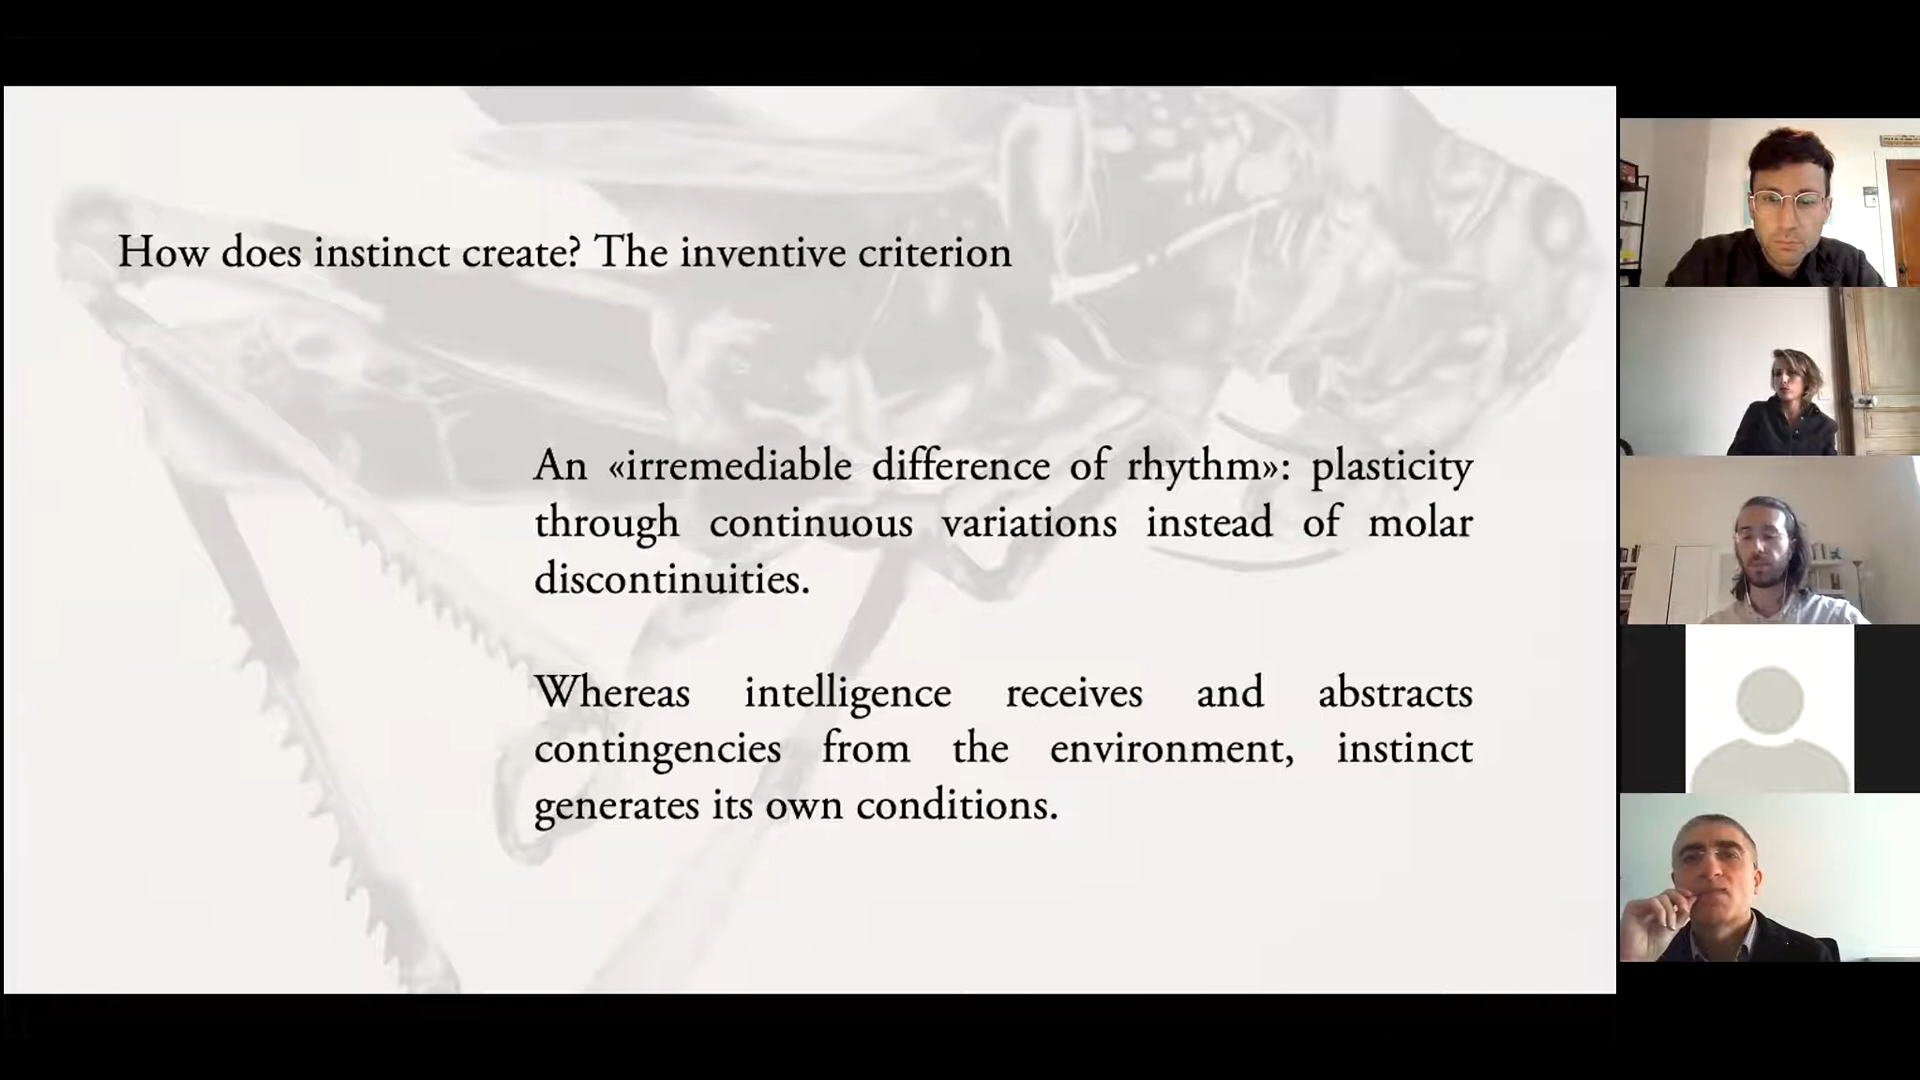 How does instinct create? The inventive criterion
An «irremediable difference of rhythm»: plasticity
through continuous variations instead of molar
discontinuities.
Whereas intelligence receives and abstracts
contingencies from the environment, instinct
generates its own conditions.